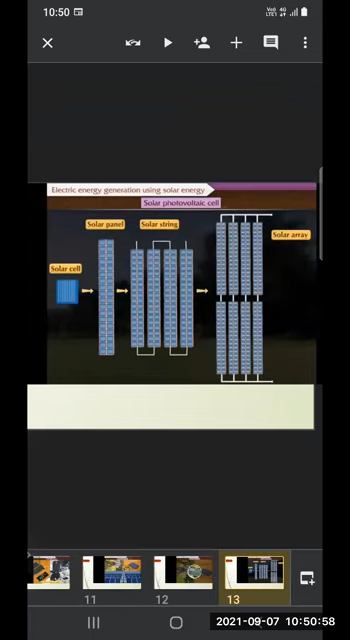 10:50
Vo) 4G
LTE1
Electric energy generation using solar energy
Solar photovoltaic cell
Solar panel
Solar string
Solar array
Solar cell
11
12
13
2021-09-07 10:50:58